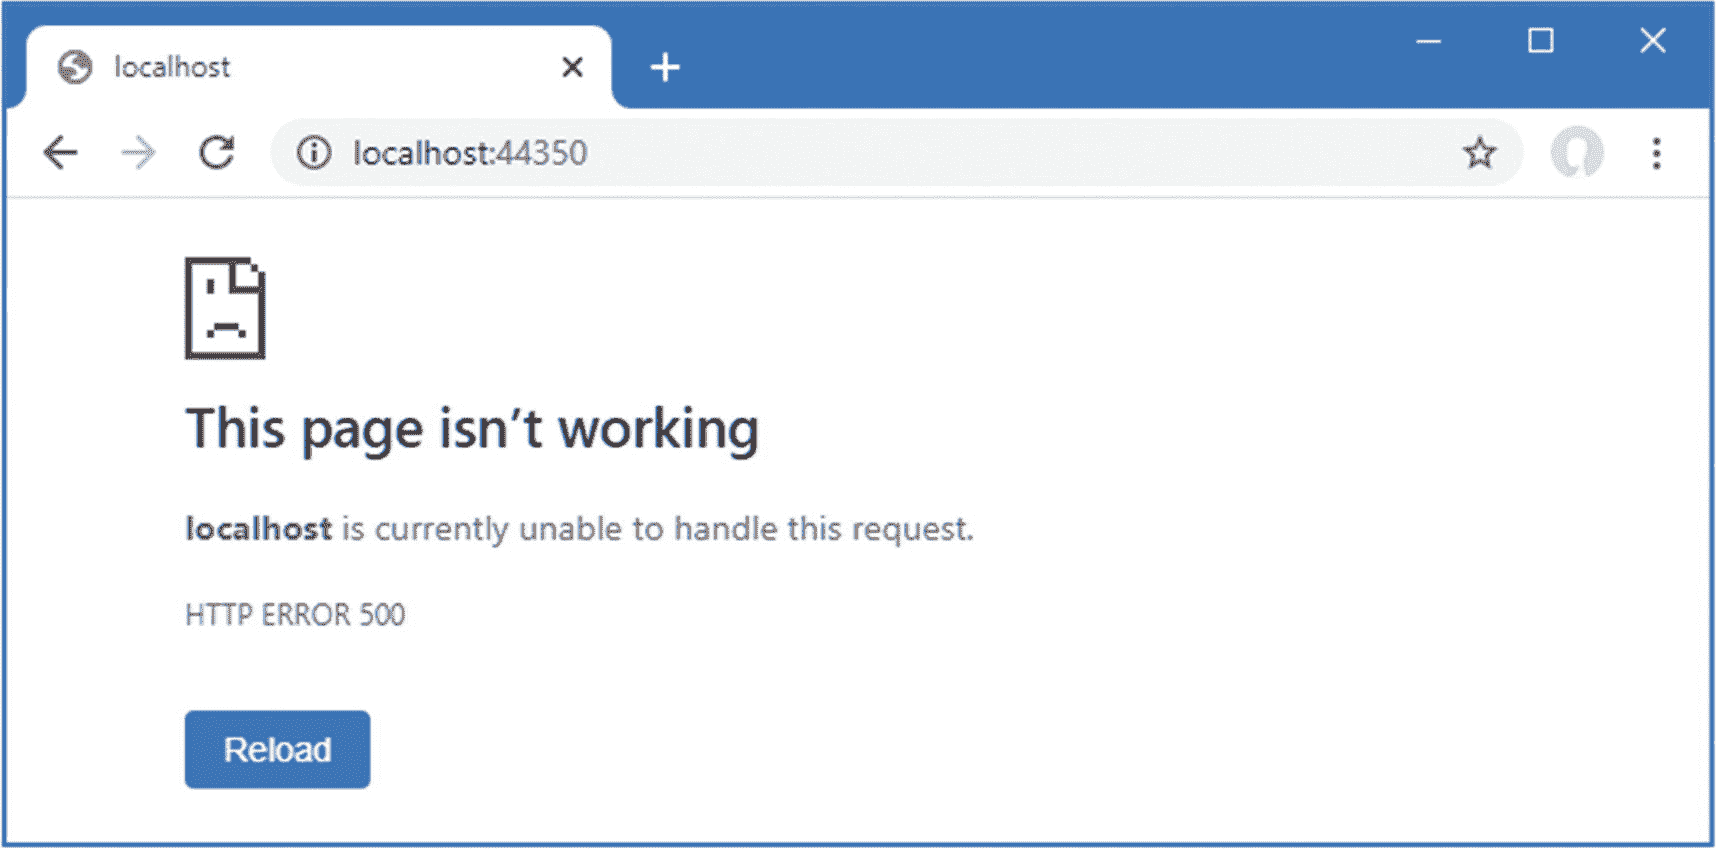 localhost
localhost:44350
This page isn’t working
localhost is currently unable to handle this request.
HTTP ERROR 500
Reload